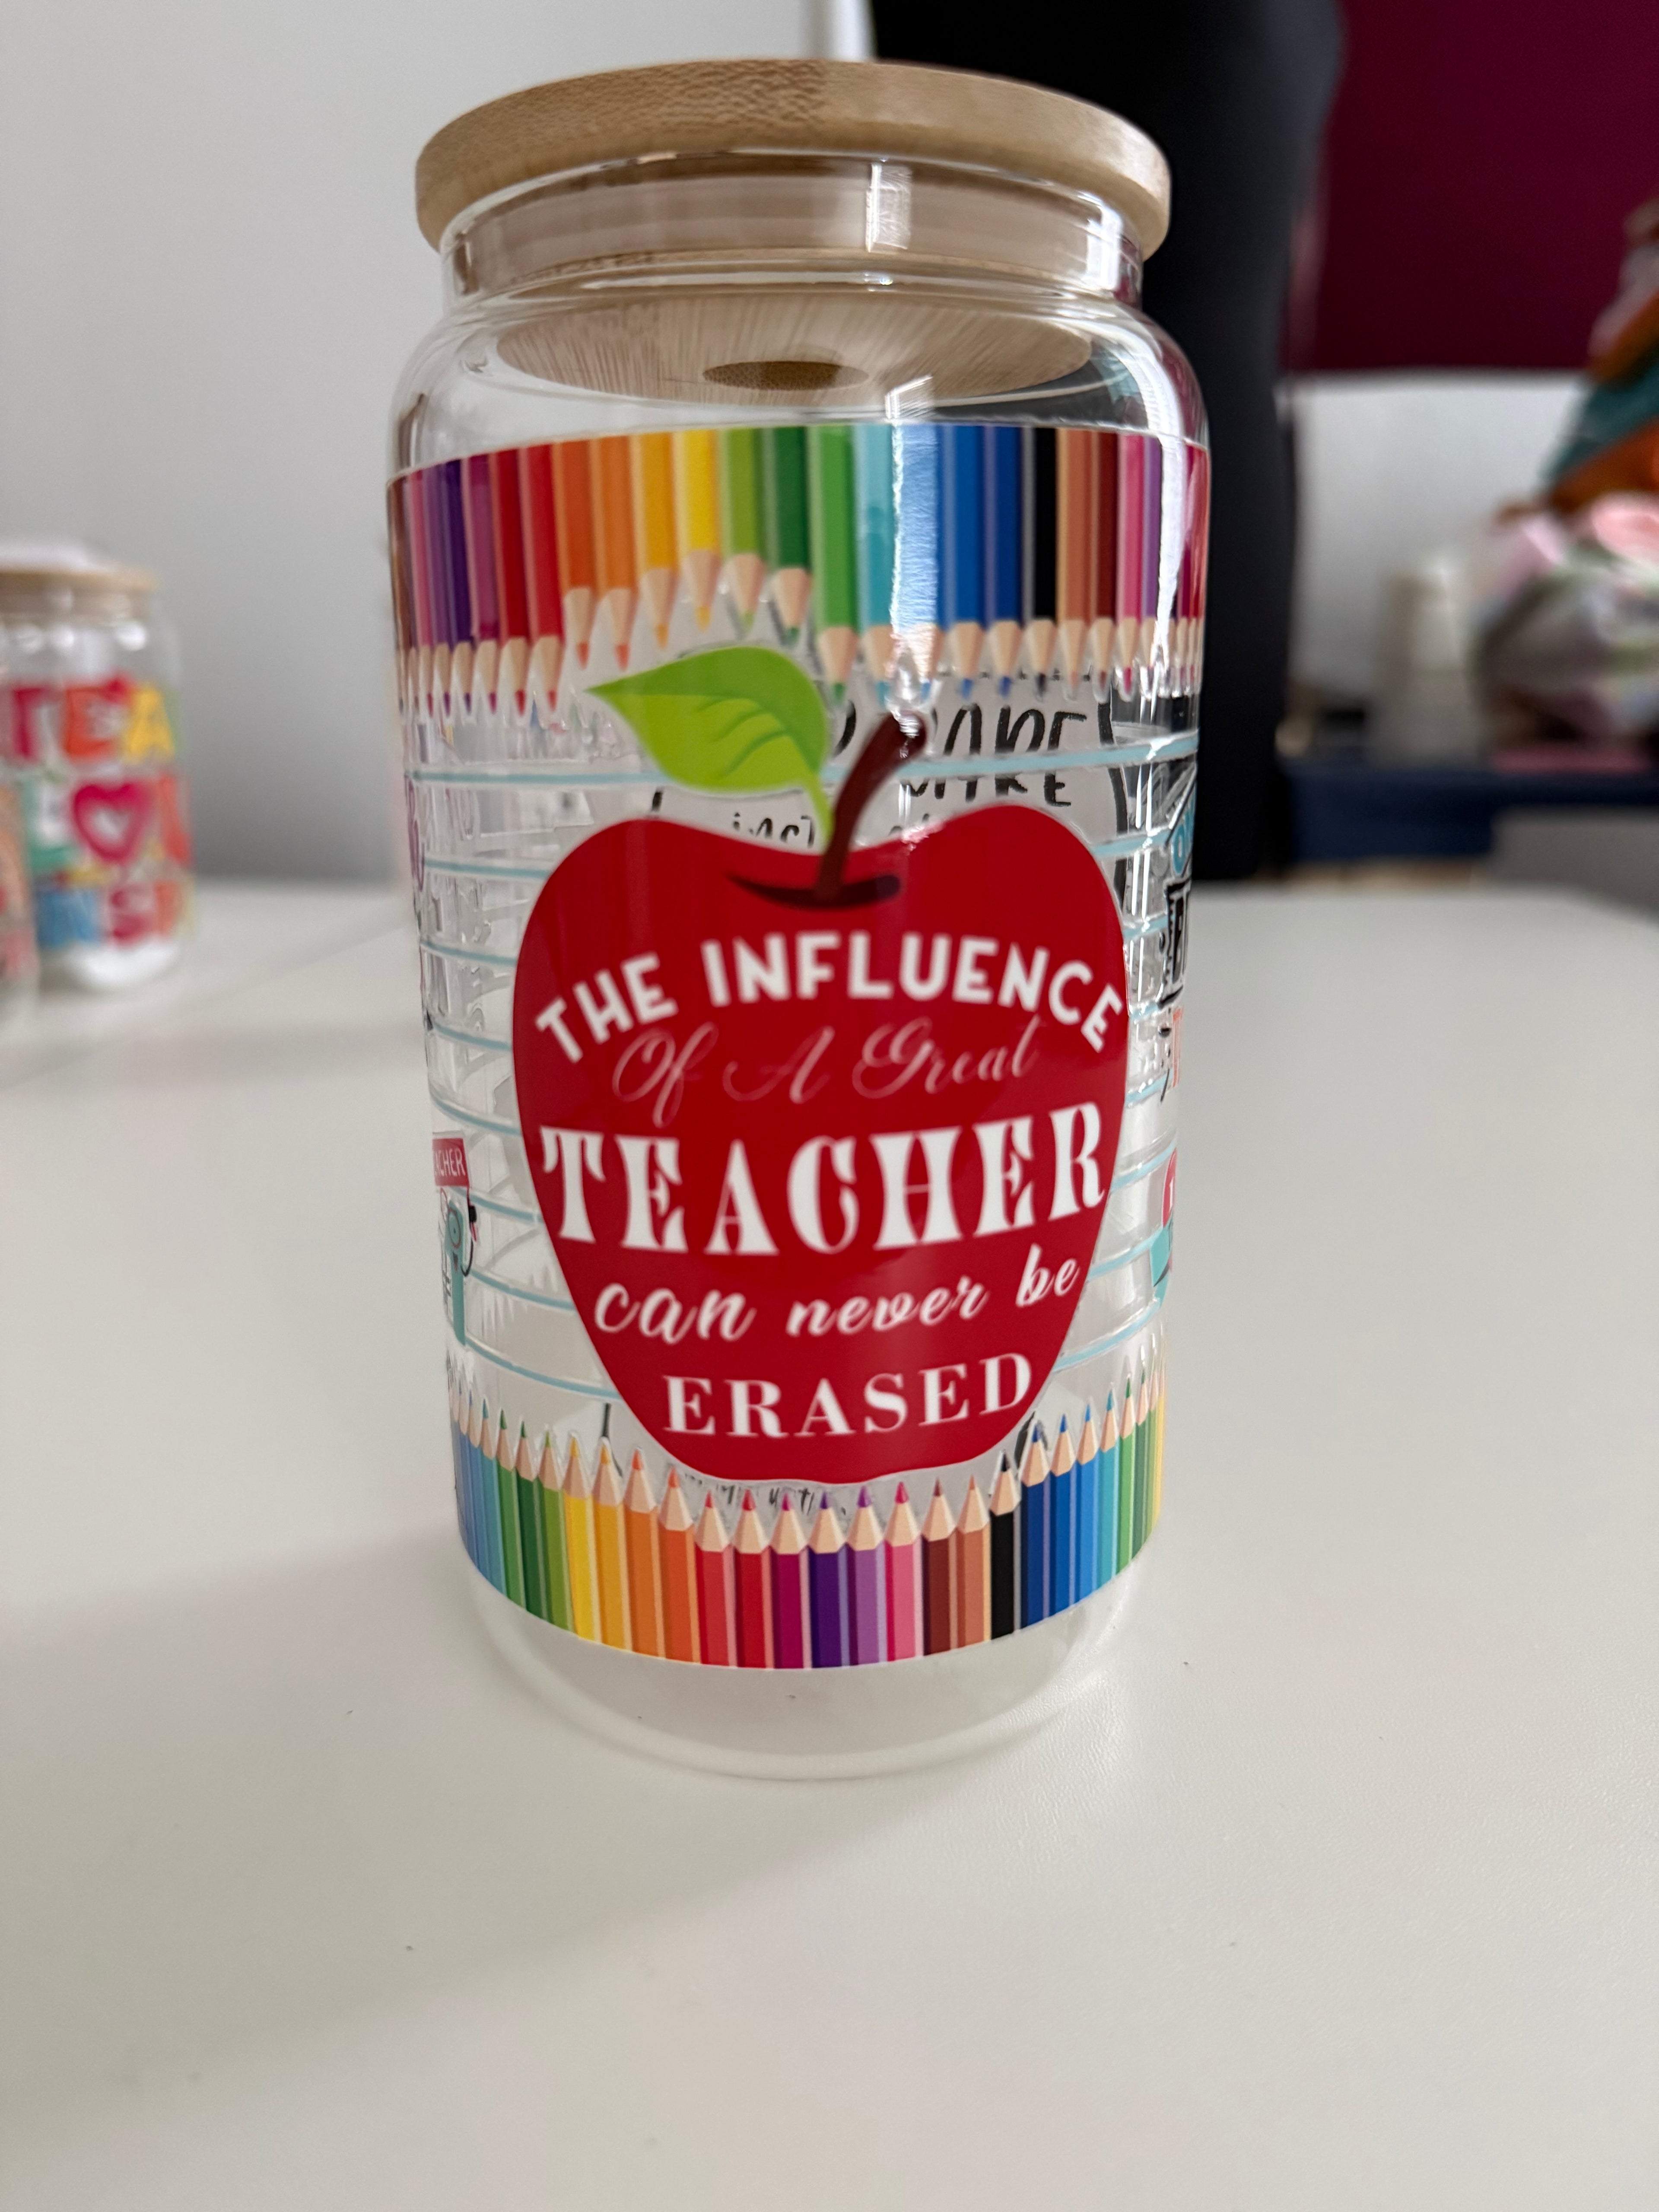 THE INFLUENCE
Of A Great
TEACHER
can never be
ERASED